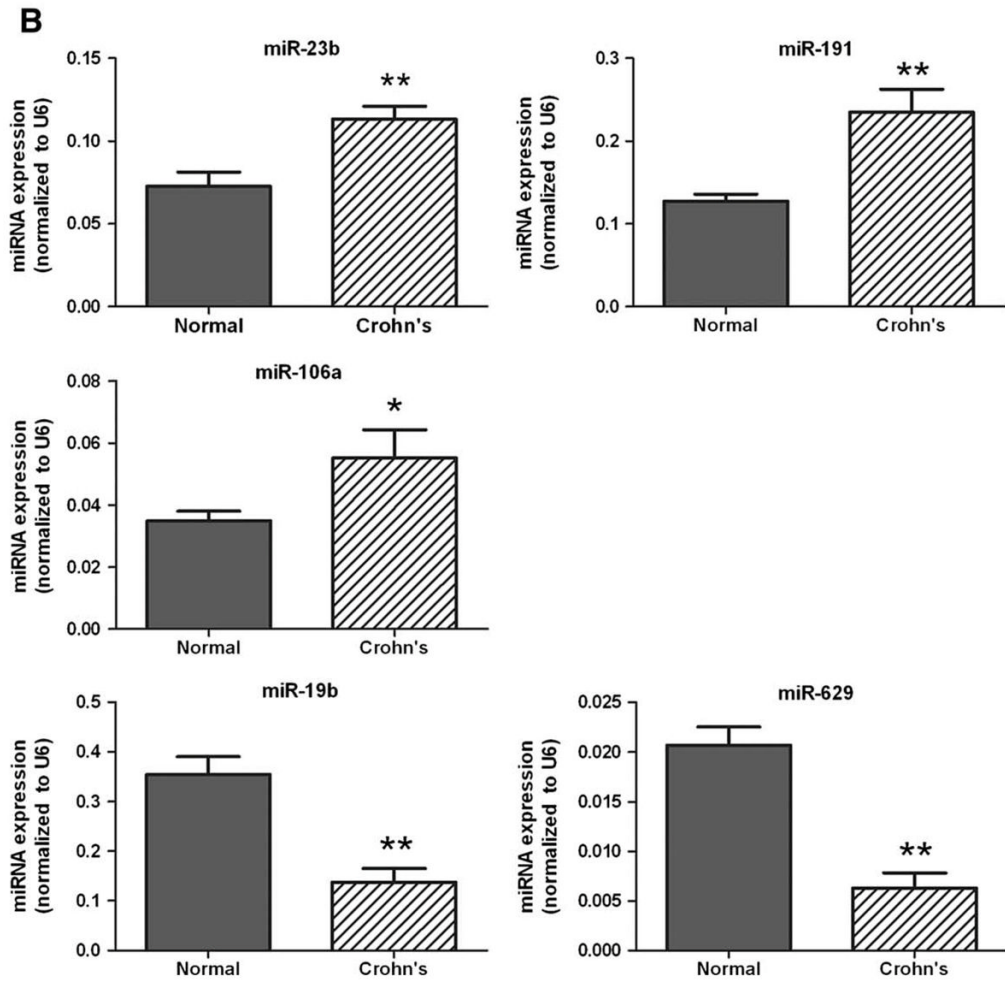 B
miR-23b
miRNA expression
(normalized to U6)
0.15
0.10
0.05
0.00
**
Normal
Crohn's
miR-191
miRNA expression
(normalized to U6)
0.3
0.2
0.1
0.0
**
Normal
Crohn's
miR-106a
miRNA expression
(normalized to U6)
0.08
0.06
0.04
0.02
0.00
*
Normal
Crohn's
miR-19b
miRNA expression
(normalized to U6)
0.5
0.4
0.3
0.2
0.1
0.0
**
Normal
Crohn's
miR-629
miRNA expression
(normalized to U6)
0.025
0.020
0.015
0.010
0.005
0.000
**
Normal
Crohn's